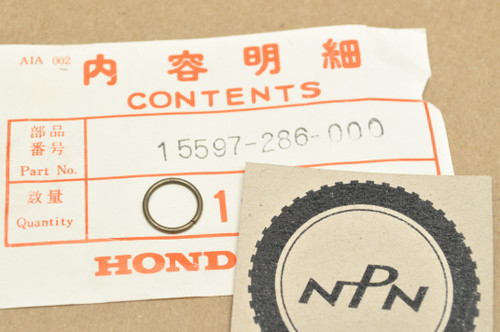 AIA 002
内容明細
CONTENTS
部品
番号
Part No.
15597-286-000
数量
Quantity
1
HOND
NPN